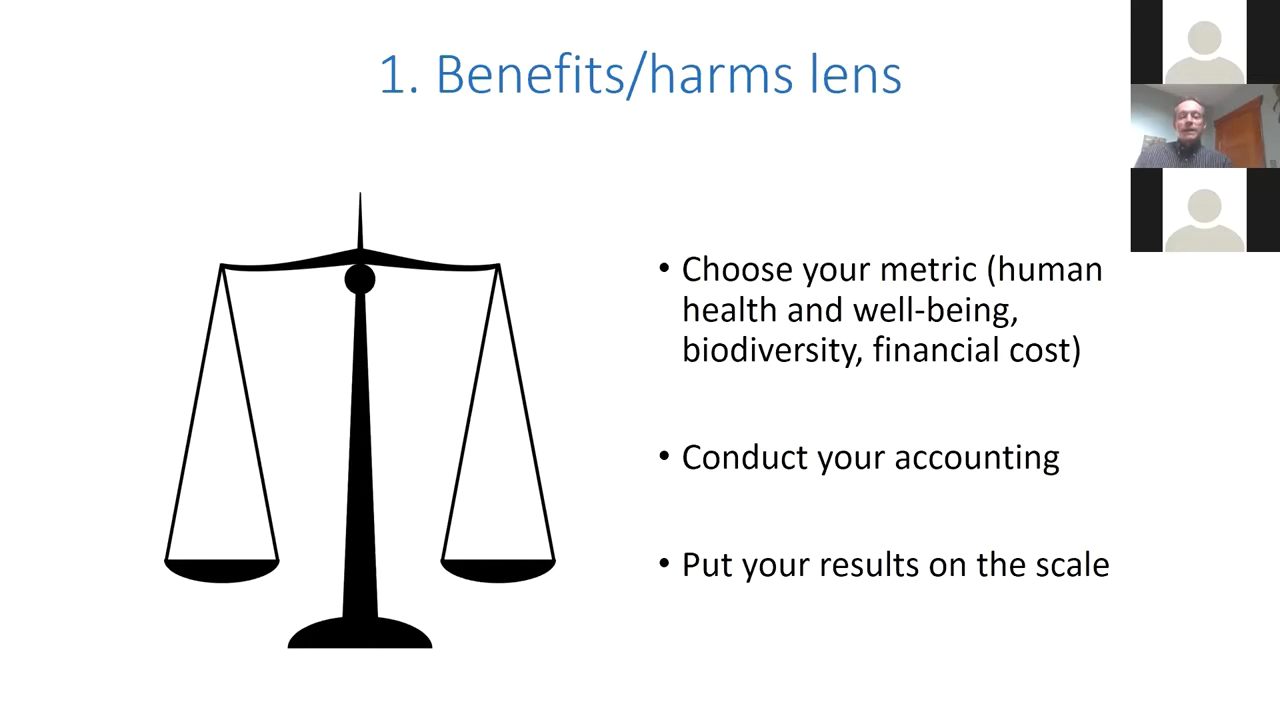 1. Benefits/harms lens
• Choose your metric (human
health and well-being,
biodiversity, financial cost)
• Conduct your accounting
• Put your results on the scale